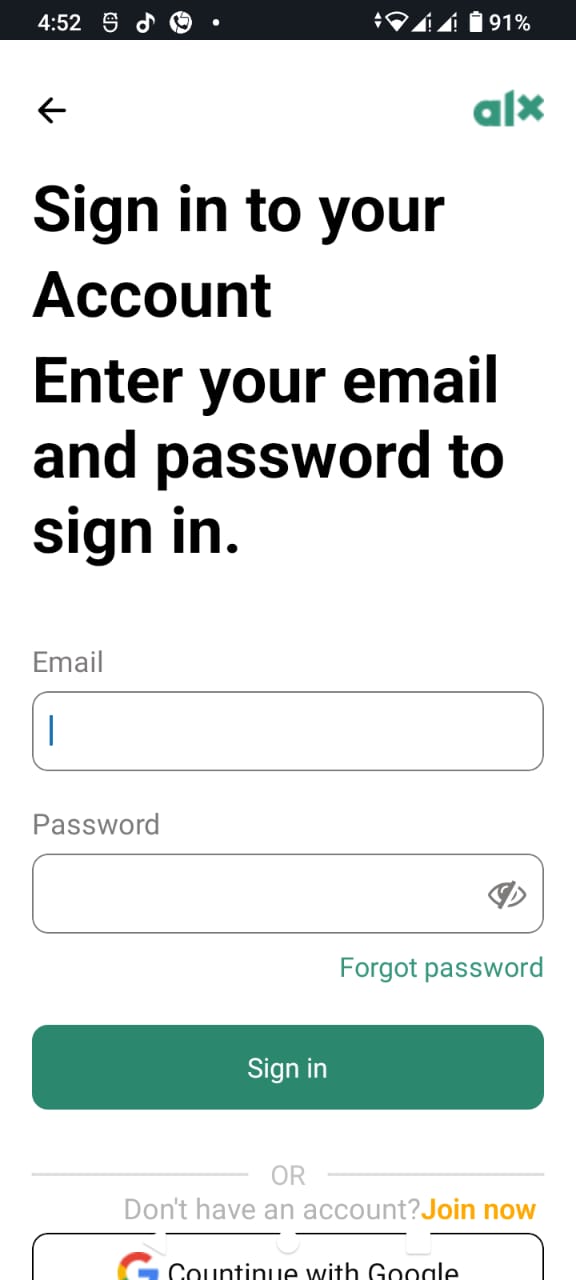 4:52
91%
alx
Sign in to your
Account
Enter your email
and password to
sign in.
Email
Password
Forgot password
Sign in
OR
Don't have an account?Join now
Countinue with Google